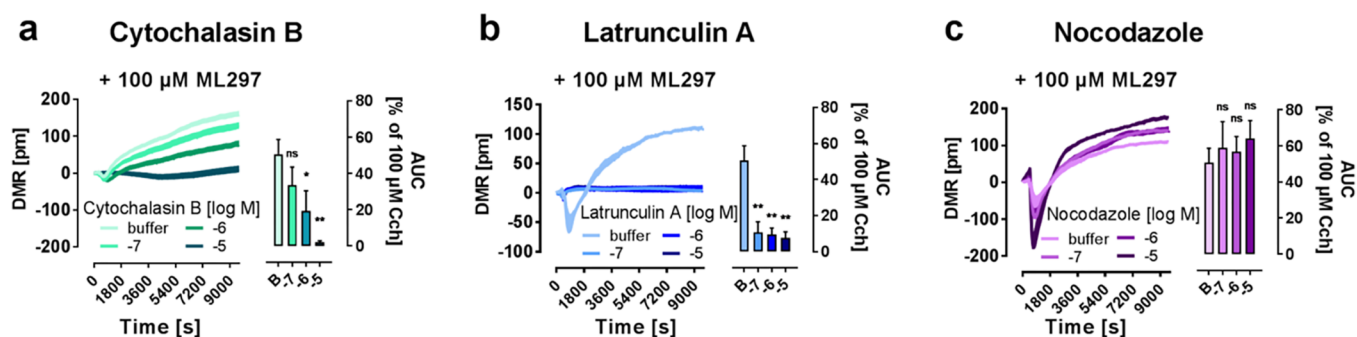 a
Cytochalasin B
+ 100 µM ML297
DMR [pm]
200
100
0
-100
-200
Cytochalasin B [log M]
buffer
-6
-7
-5
0
1800
3600
5400
7200
9000
Time [s]
ns
*
**
B
-7
-6
-5
80
60
40
20
0
AUC
[% of 100 µM Cch]
b
Latrunculin A
+ 100 µM ML297
DMR [pm]
150
100
50
0
-50
-100
Latrunculin A [log M]
buffer
-6
-7
-5
0
1800
3600
5400
7200
9000
Time [s]
**
**
**
B
-7
-6
-5
80
60
40
20
0
AUC
[% of 100 µM Cch]
c
Nocodazole
+ 100 µM ML297
DMR [pm]
200
100
0
-100
-200
Nocodazole [log M]
buffer
-6
-7
-5
0
1800
3600
5400
7200
9000
Time [s]
ns
ns
ns
B
-7
-6
-5
80
60
40
20
0
AUC
[% of 100 µM Cch]